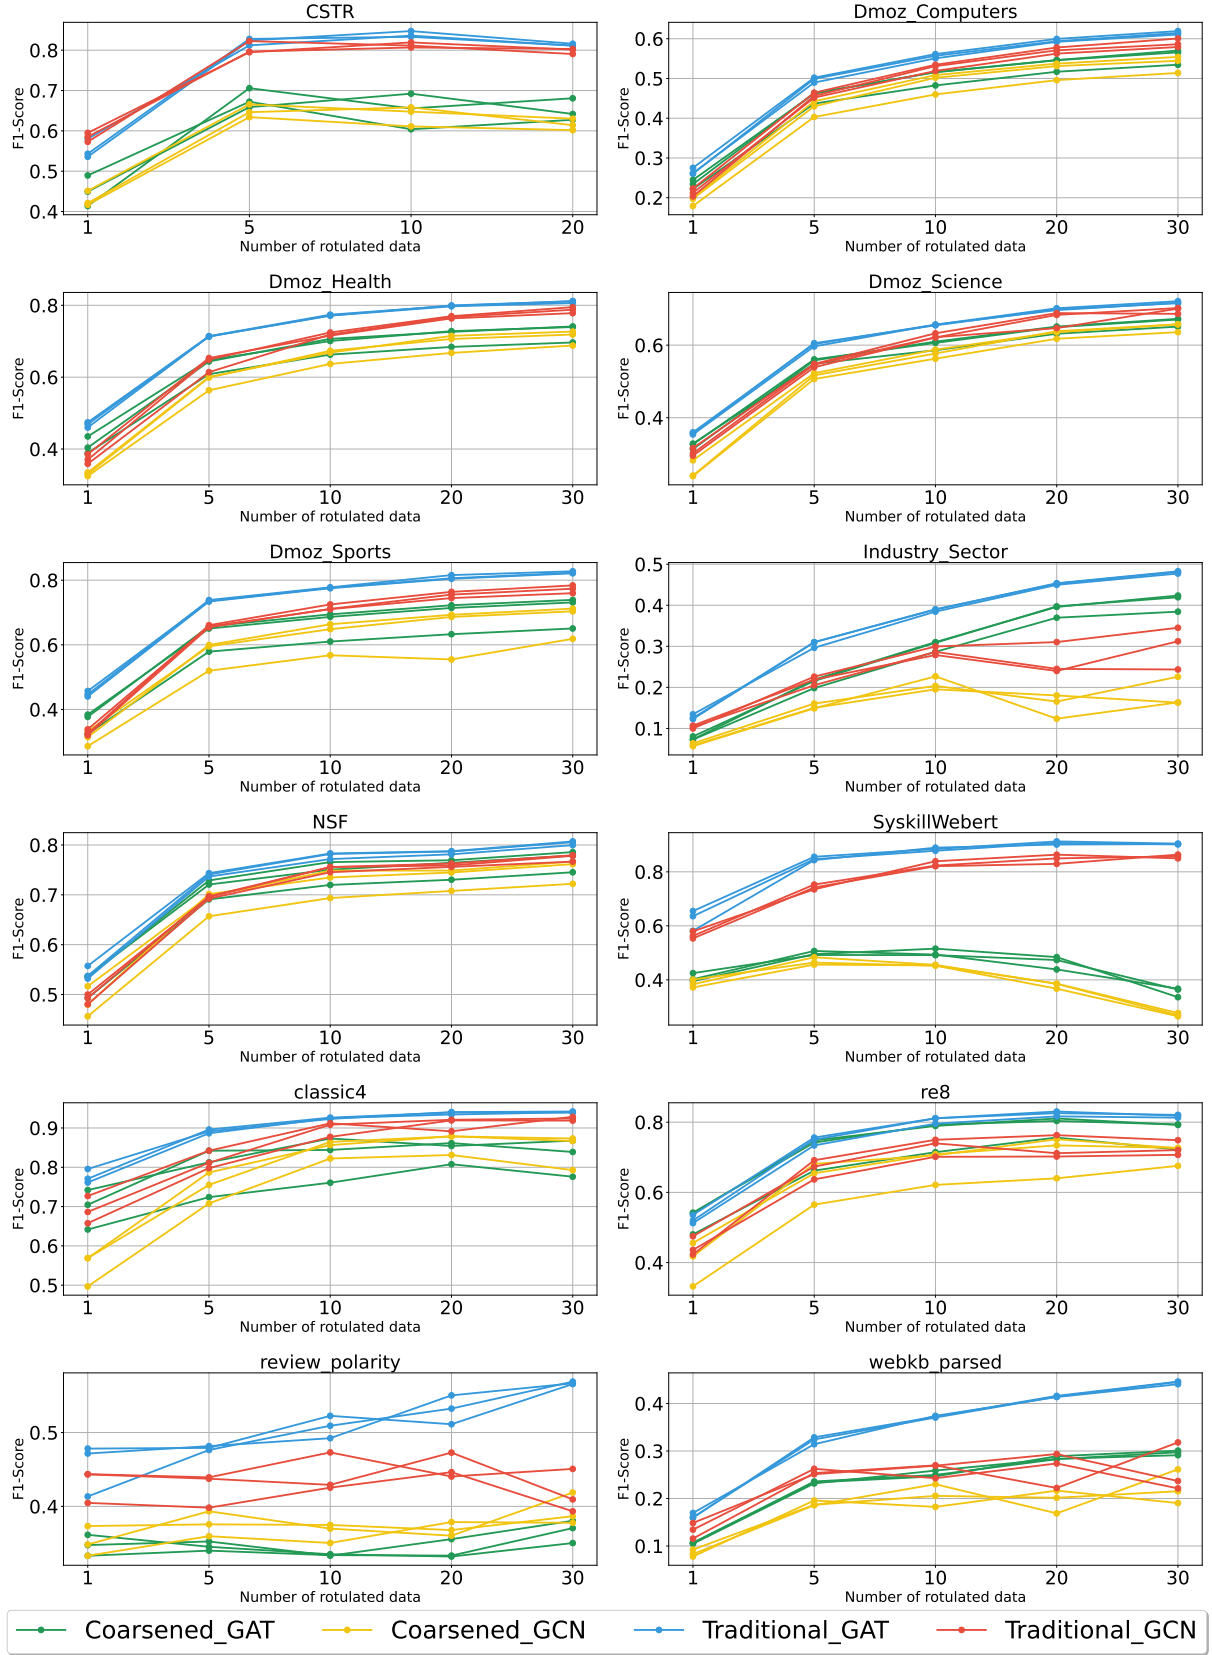 CSTR
F1-Score
0.8
0.7
0.6
0.5
0.4
1 5 10 20
Number of rotulated data
Dmoz_Computers
F1-Score
0.6
0.5
0.4
0.3
0.2
1 5 10 20 30
Number of rotulated data
Dmoz_Health
F1-Score
0.8
0.6
0.4
1 5 10 20 30
Number of rotulated data
Dmoz_Science
F1-Score
0.6
0.4
1 5 10 20 30
Number of rotulated data
Dmoz_Sports
F1-Score
0.8
0.6
0.4
1 5 10 20 30
Number of rotulated data
Industry_Sector
F1-Score
0.5
0.4
0.3
0.2
0.1
1 5 10 20 30
Number of rotulated data
NSF
F1-Score
0.8
0.7
0.6
0.5
1 5 10 20 30
Number of rotulated data
SyskillWebert
F1-Score
0.8
0.6
0.4
1 5 10 20 30
Number of rotulated data
classic4
F1-Score
0.9
0.8
0.7
0.6
0.5
1 5 10 20 30
Number of rotulated data
re8
F1-Score
0.8
0.6
0.4
1 5 10 20 30
Number of rotulated data
review_polarity
F1-Score
0.5
0.4
1 5 10 20 30
Number of rotulated data
webkb_parsed
F1-Score
0.4
0.3
0.2
0.1
1 5 10 20 30
Number of rotulated data
Coarsened_GAT Coarsened_GCN Traditional_GAT Traditional_GCN